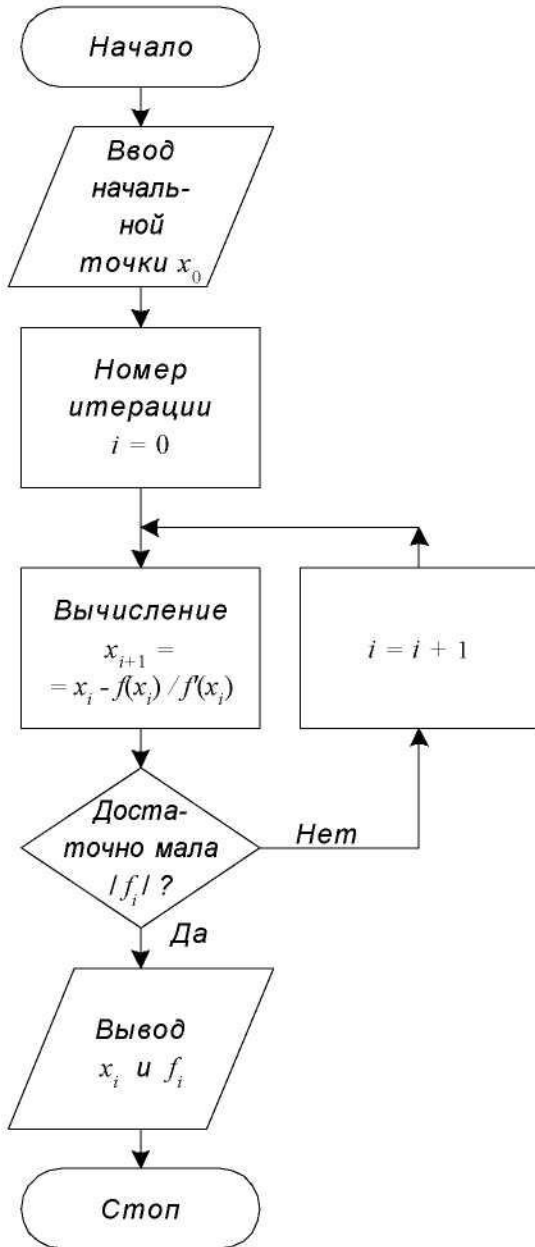 Начало
Ввод
началь-
ной
точки x₀
Номер
итерации
i = 0
Вычисление
xᵢ₊₁ =
= xᵢ - f(xᵢ) / f'(xᵢ)
i = i + 1
Доста-
точно мала
| fᵢ | ?
Нет
Да
Вывод
xᵢ и fᵢ
Стоп